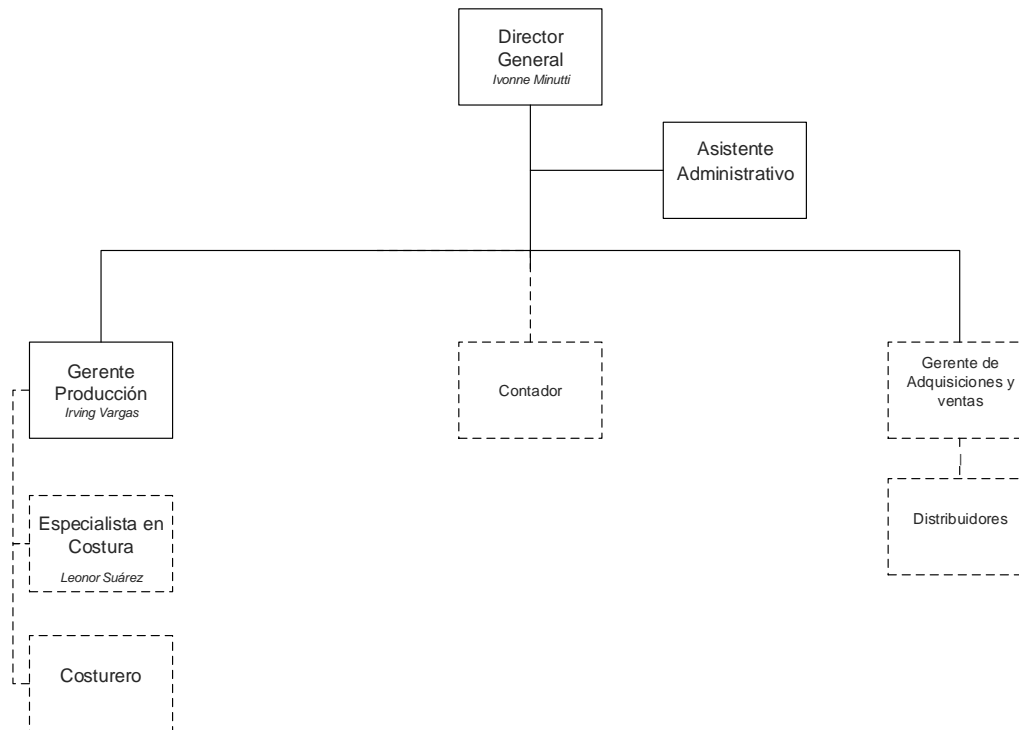 Director
General
Ivonne Minutti
Asistente
Administrativo
Gerente
Producción
Irving Vargas
Contador
Gerente de
Adquisiciones y
ventas
Especialista en
Costura
Leonor Suárez
Distribuidores
Costurero